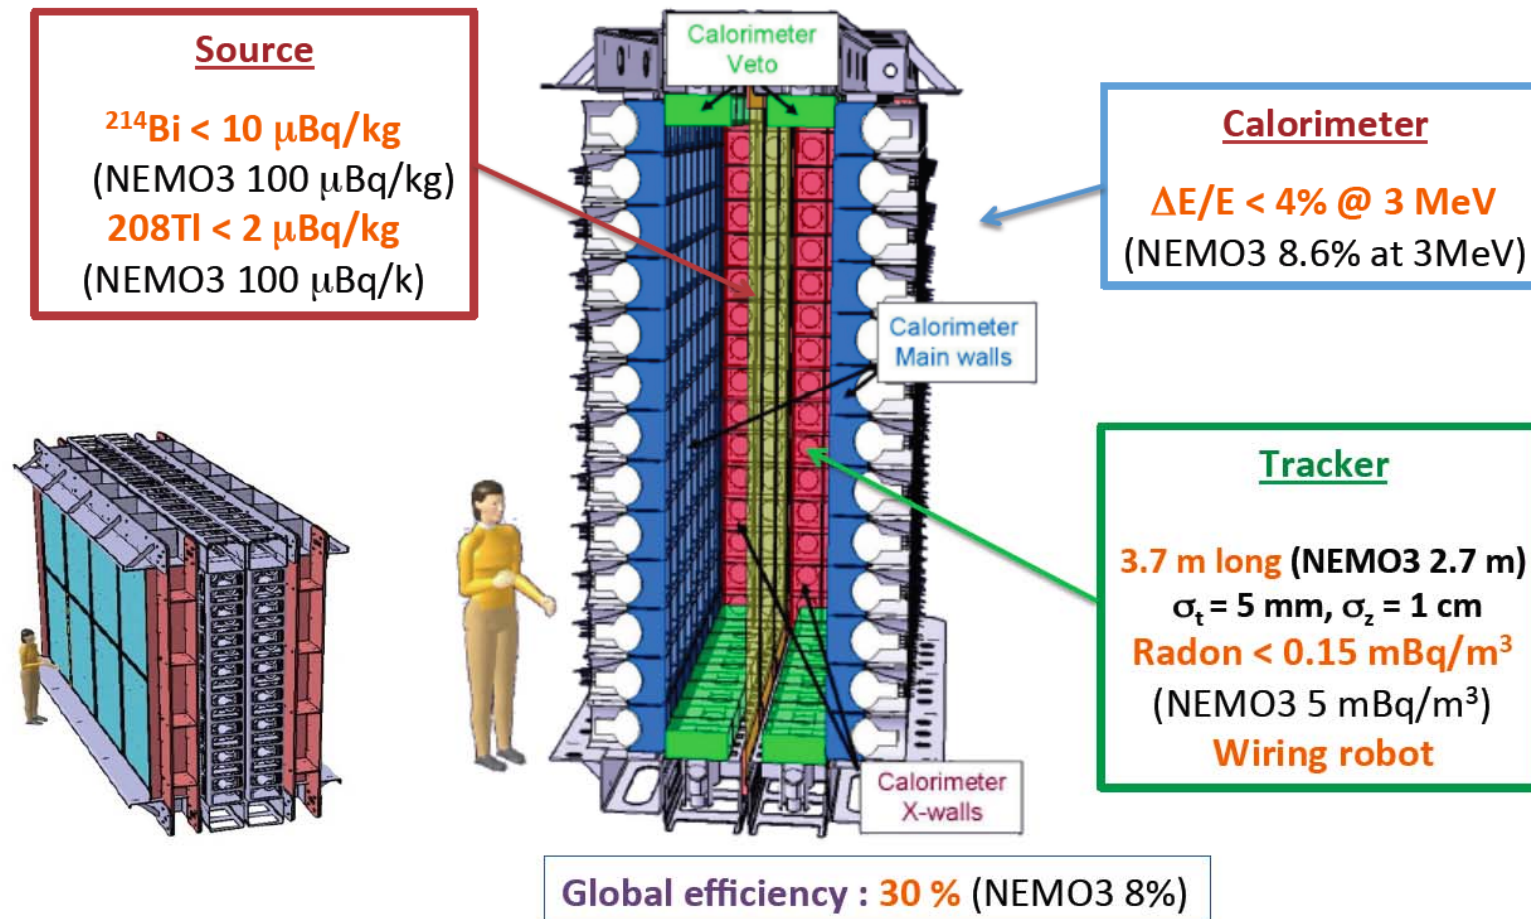 Source
²¹⁴Bi < 10 μBq/kg
(NEMO3 100 μBq/kg)
208Tl < 2 μBq/kg
(NEMO3 100 μBq/k)
Calorimeter
Veto
Calorimeter
ΔE/E < 4% @ 3 MeV
(NEMO3 8.6% at 3MeV)
Calorimeter
Main walls
Tracker
3.7 m long (NEMO3 2.7 m)
σₜ = 5 mm, σ_z = 1 cm
Radon < 0.15 mBq/m³
(NEMO3 5 mBq/m³)
Wiring robot
Calorimeter
X-walls
Global efficiency : 30 % (NEMO3 8%)